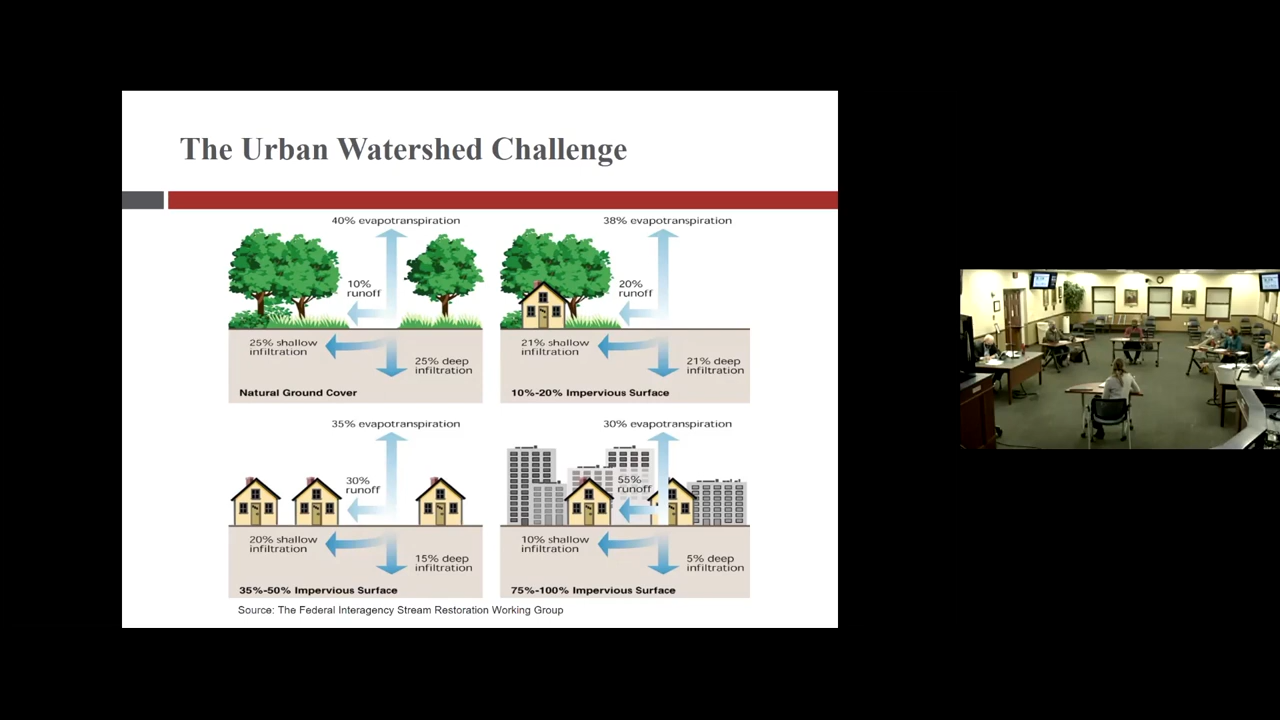 The Urban Watershed Challenge
40% evapotranspiration
10%
runoff
25% shallow
infiltration
25% deep
infiltration
Natural Ground Cover
38% evapotranspiration
20%
runoff
21% shallow
infiltration
21% deep
infiltration
10%-20% Impervious Surface
35% evapotranspiration
30%
runoff
20% shallow
infiltration
15% deep
infiltration
35%-50% Impervious Surface
30% evapotranspiration
55%
runoff
10% shallow
infiltration
5% deep
infiltration
75%-100% Impervious Surface
Source: The Federal Interagency Stream Restoration Working Group